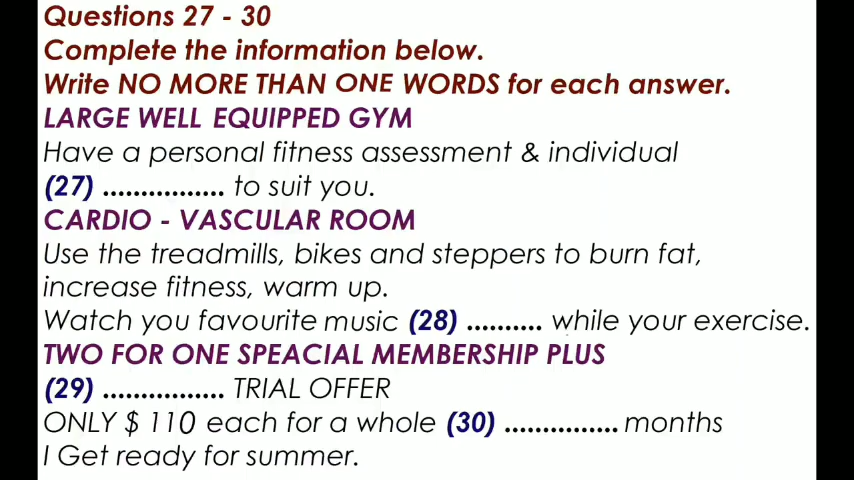 Questions 27 - 30
Complete the information below.
Write NO MORE THAN ONE WORDS for each answer.
LARGE WELL EQUIPPED GYM
Have a personal fitness assessment & individual
(27) ................ to suit you.
CARDIO - VASCULAR ROOM
Use the treadmills, bikes and steppers to burn fat,
increase fitness, warm up.
Watch you favourite music (28) .......... while your exercise.
TWO FOR ONE SPEACIAL MEMBERSHIP PLUS
(29) ................ TRIAL OFFER
ONLY $ 110 each for a whole (30) ............... months
I Get ready for summer.